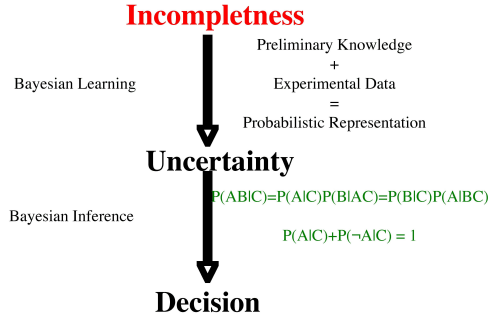 Incompletness
Preliminary Knowledge
+
Bayesian Learning
Experimental Data
=
Probabilistic Representation
Uncertainty
P(AB|C)=P(A|C)P(B|AC)=P(B|C)P(A|BC)
Bayesian Inference
P(A|C)+P(¬A|C) = 1
Decision